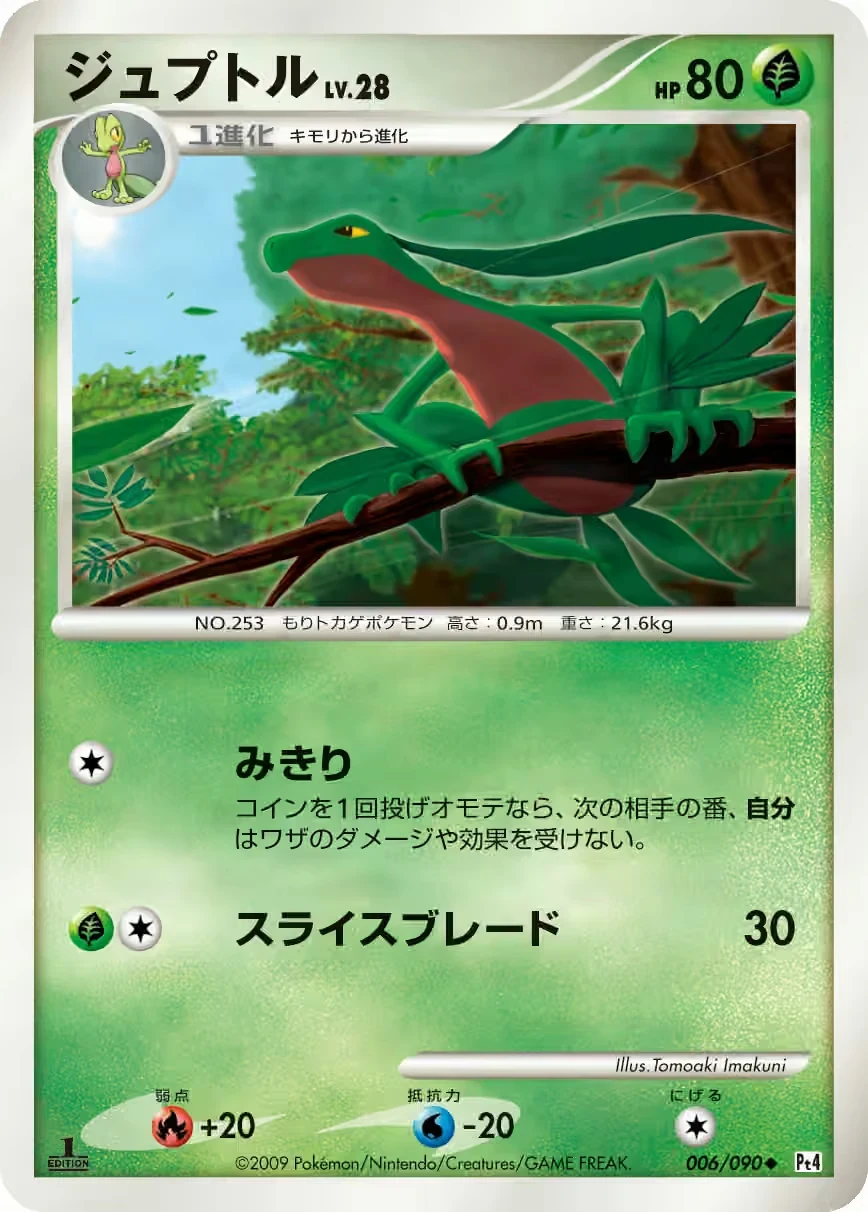 ジュプトル LV.28 HP 80
1進化 キモリから進化
NO.253 もりトカゲポケモン 高さ:0.9m 重さ:21.6kg
みきり
コインを1回投げオモテなら、次の相手の番、自分
はワザのダメージや効果を受けない。
スライスブレード 30
Illus.Tomoaki Imakuni
弱点 抵抗力 にげる
+20 -20
1 EDITION ©2009 Pokémon/Nintendo/Creatures/GAME FREAK. 006/090◆ Pt4